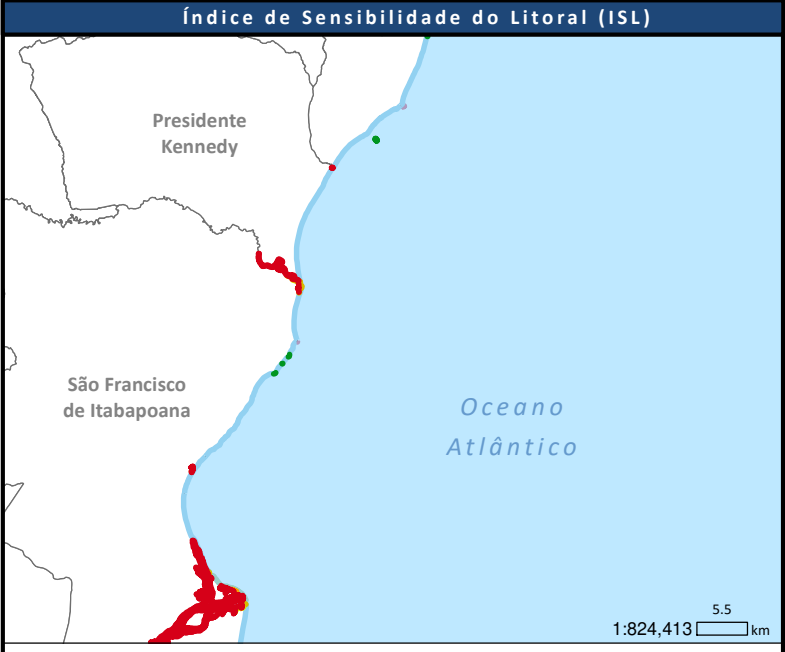 Índice de Sensibilidade do Litoral (ISL)
Presidente
Kennedy
São Francisco
de Itabapoana
Oceano
Atlântico
5.5
1:824,413 km